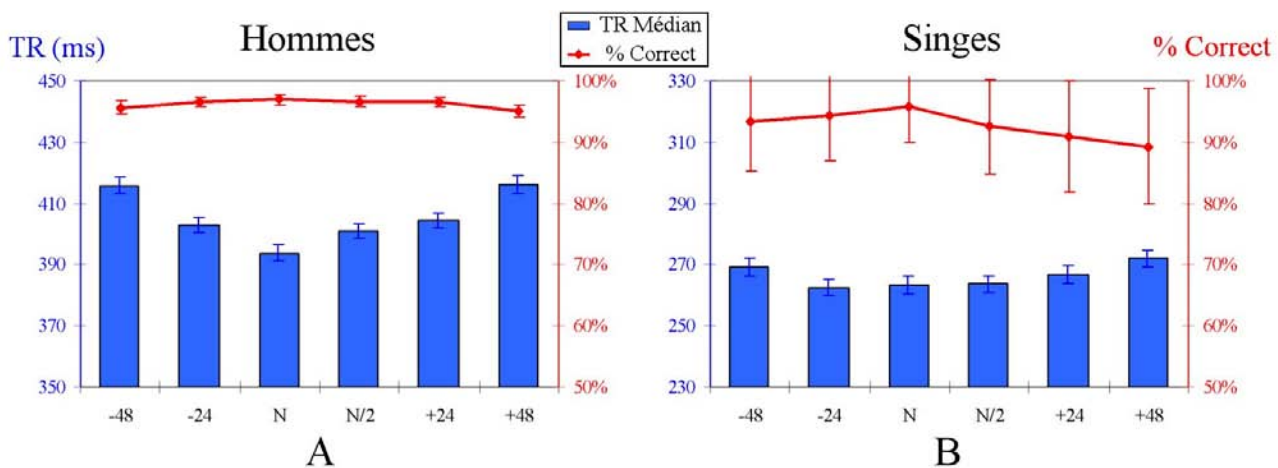 TR (ms)
Hommes
TR Médian
% Correct
Singes
% Correct
450
430
410
390
370
350
100%
90%
80%
70%
60%
50%
-48
-24
N
N/2
+24
+48
A
330
310
290
270
250
230
100%
90%
80%
70%
60%
50%
-48
-24
N
N/2
+24
+48
B